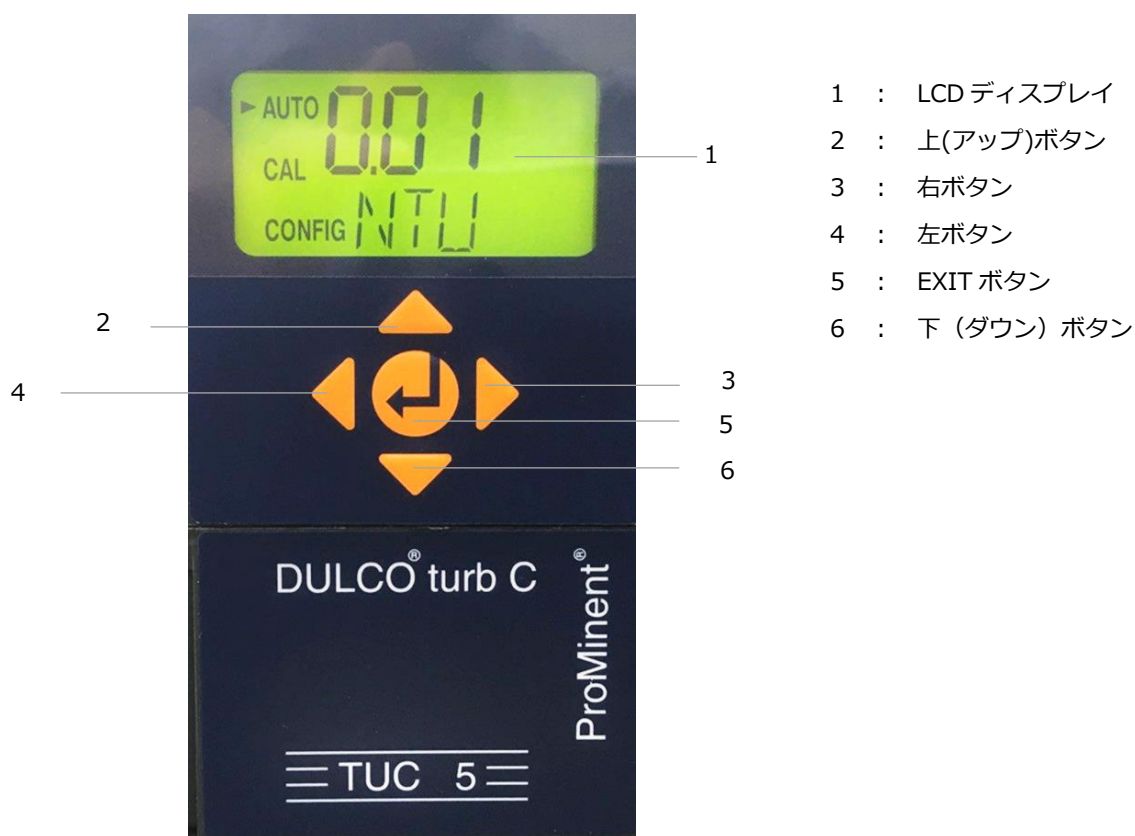 ► AUTO 0.01
CAL
CONFIG NTU
1
2
3
4
5
6
DULCO® turb C
ProMinent®
TUC 5
1 : LCD ディスプレイ
2 : 上(アップ)ボタン
3 : 右ボタン
4 : 左ボタン
5 : EXIT ボタン
6 : 下（ダウン）ボタン